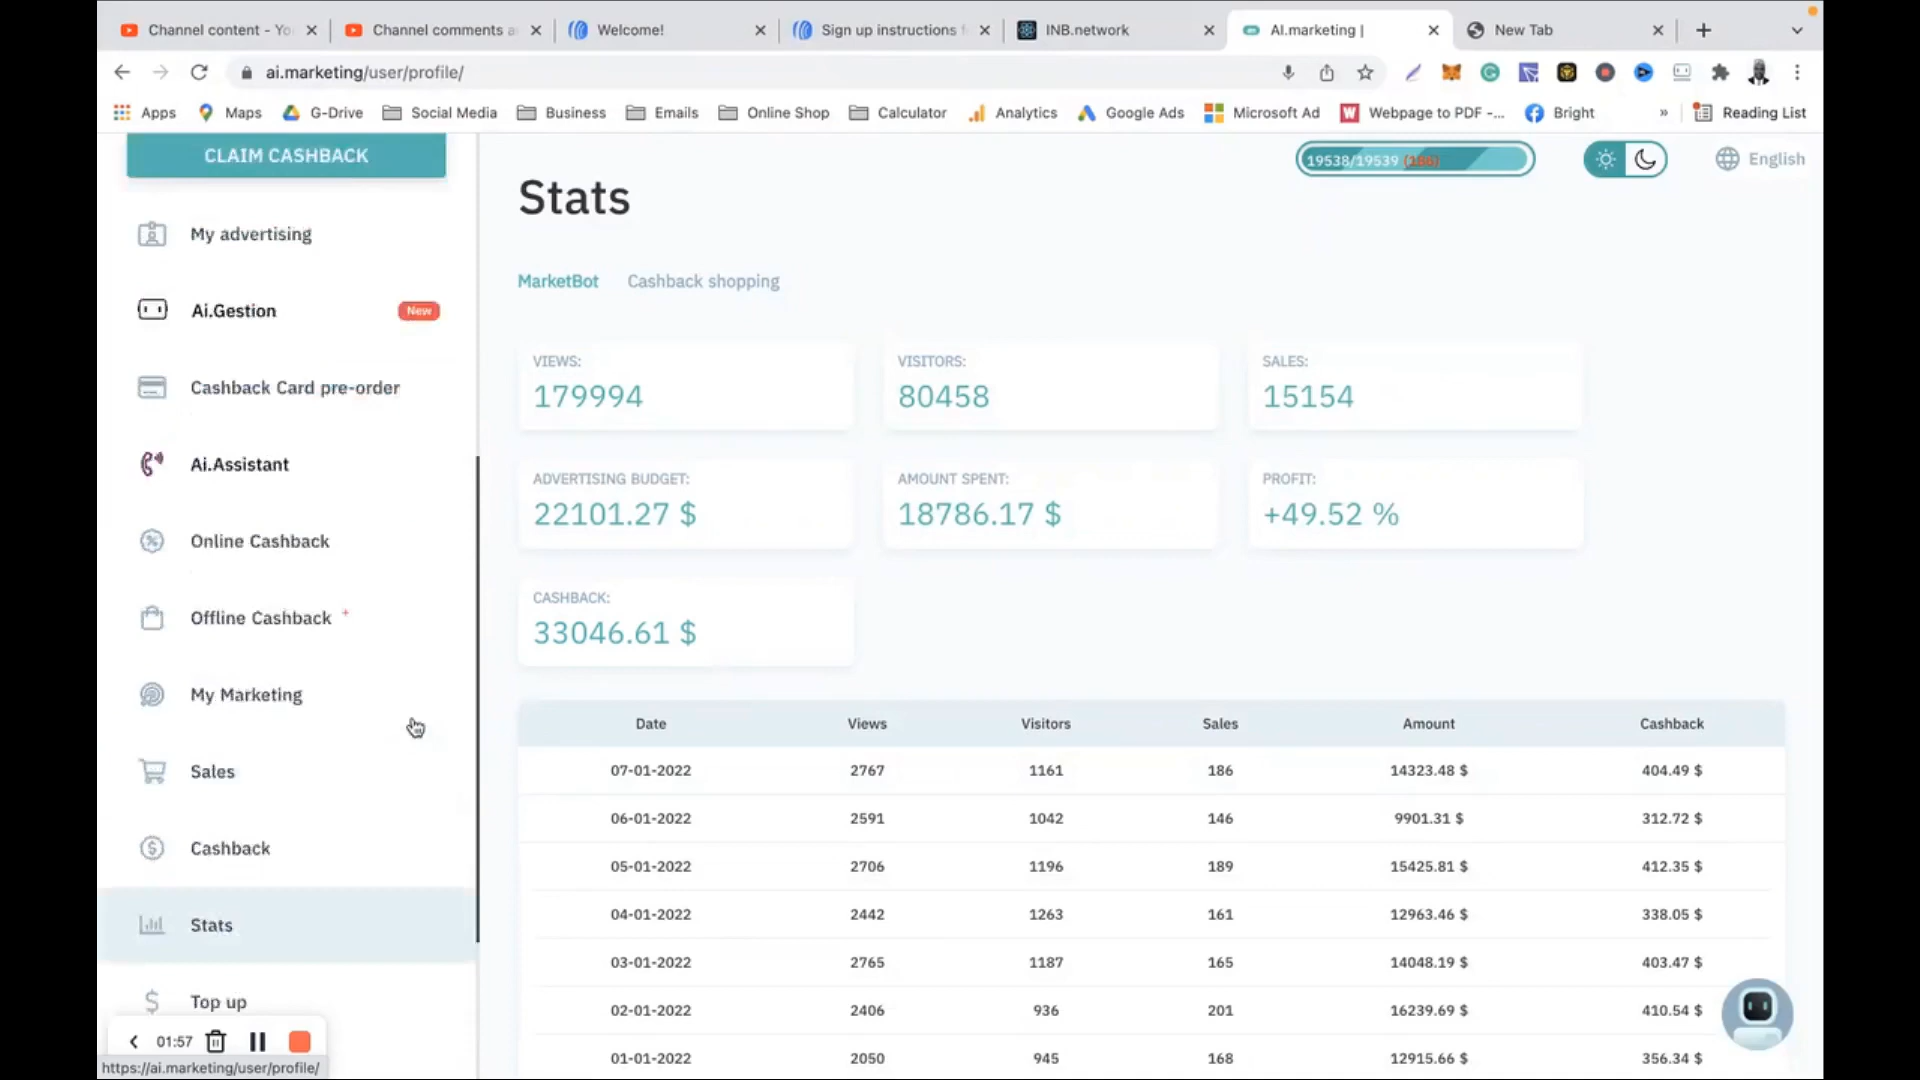 Channel content - Yo
Channel comments a
Welcome!
Sign up instructions f
INB.network
AI.marketing |
New Tab
ai.marketing/user/profile/
Apps
Maps
G-Drive
Social Media
Business
Emails
Online Shop
Calculator
Analytics
Google Ads
Microsoft Ad
Webpage to PDF -...
Bright
»
Reading List
CLAIM CASHBACK
19538/19539 (186)
English
Stats
My advertising
MarketBot
Cashback shopping
Ai.Gestion
New
VIEWS:
179994
VISITORS:
80458
SALES:
15154
Cashback Card pre-order
Ai.Assistant
ADVERTISING BUDGET:
22101.27 $
AMOUNT SPENT:
18786.17 $
PROFIT:
+49.52 %
Online Cashback
Offline Cashback +
CASHBACK:
33046.61 $
My Marketing
Sales
Cashback
Stats
Top up
Date Views Visitors Sales Amount Cashback
07-01-2022 2767 1161 186 14323.48 $ 404.49 $
06-01-2022 2591 1042 146 9901.31 $ 312.72 $
05-01-2022 2706 1196 189 15425.81 $ 412.35 $
04-01-2022 2442 1263 161 12963.46 $ 338.05 $
03-01-2022 2765 1187 165 14048.19 $ 403.47 $
02-01-2022 2406 936 201 16239.69 $ 410.54 $
01-01-2022 2050 945 168 12915.66 $ 356.34 $
01:57
https://ai.marketing/user/profile/